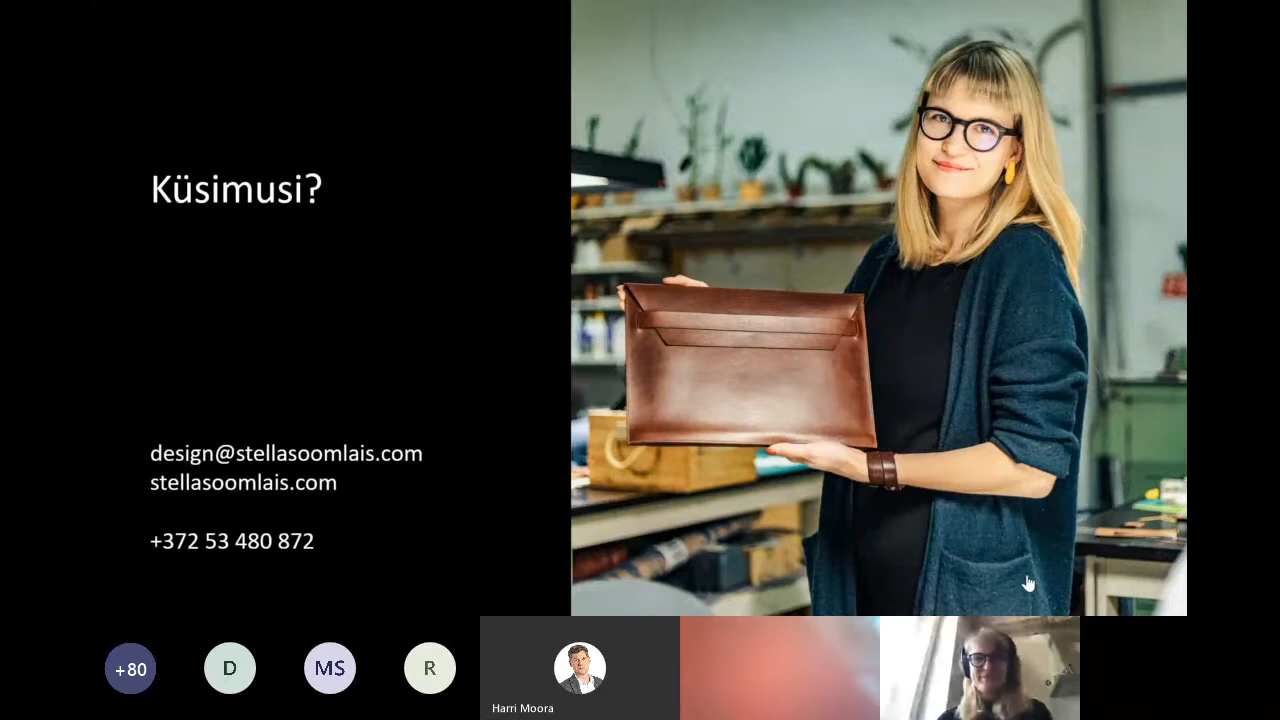 Küsimusi?
design@stellasoomlais.com
stellasoomlais.com
+372 53 480 872
+80
D
MS
R
Harri Moora